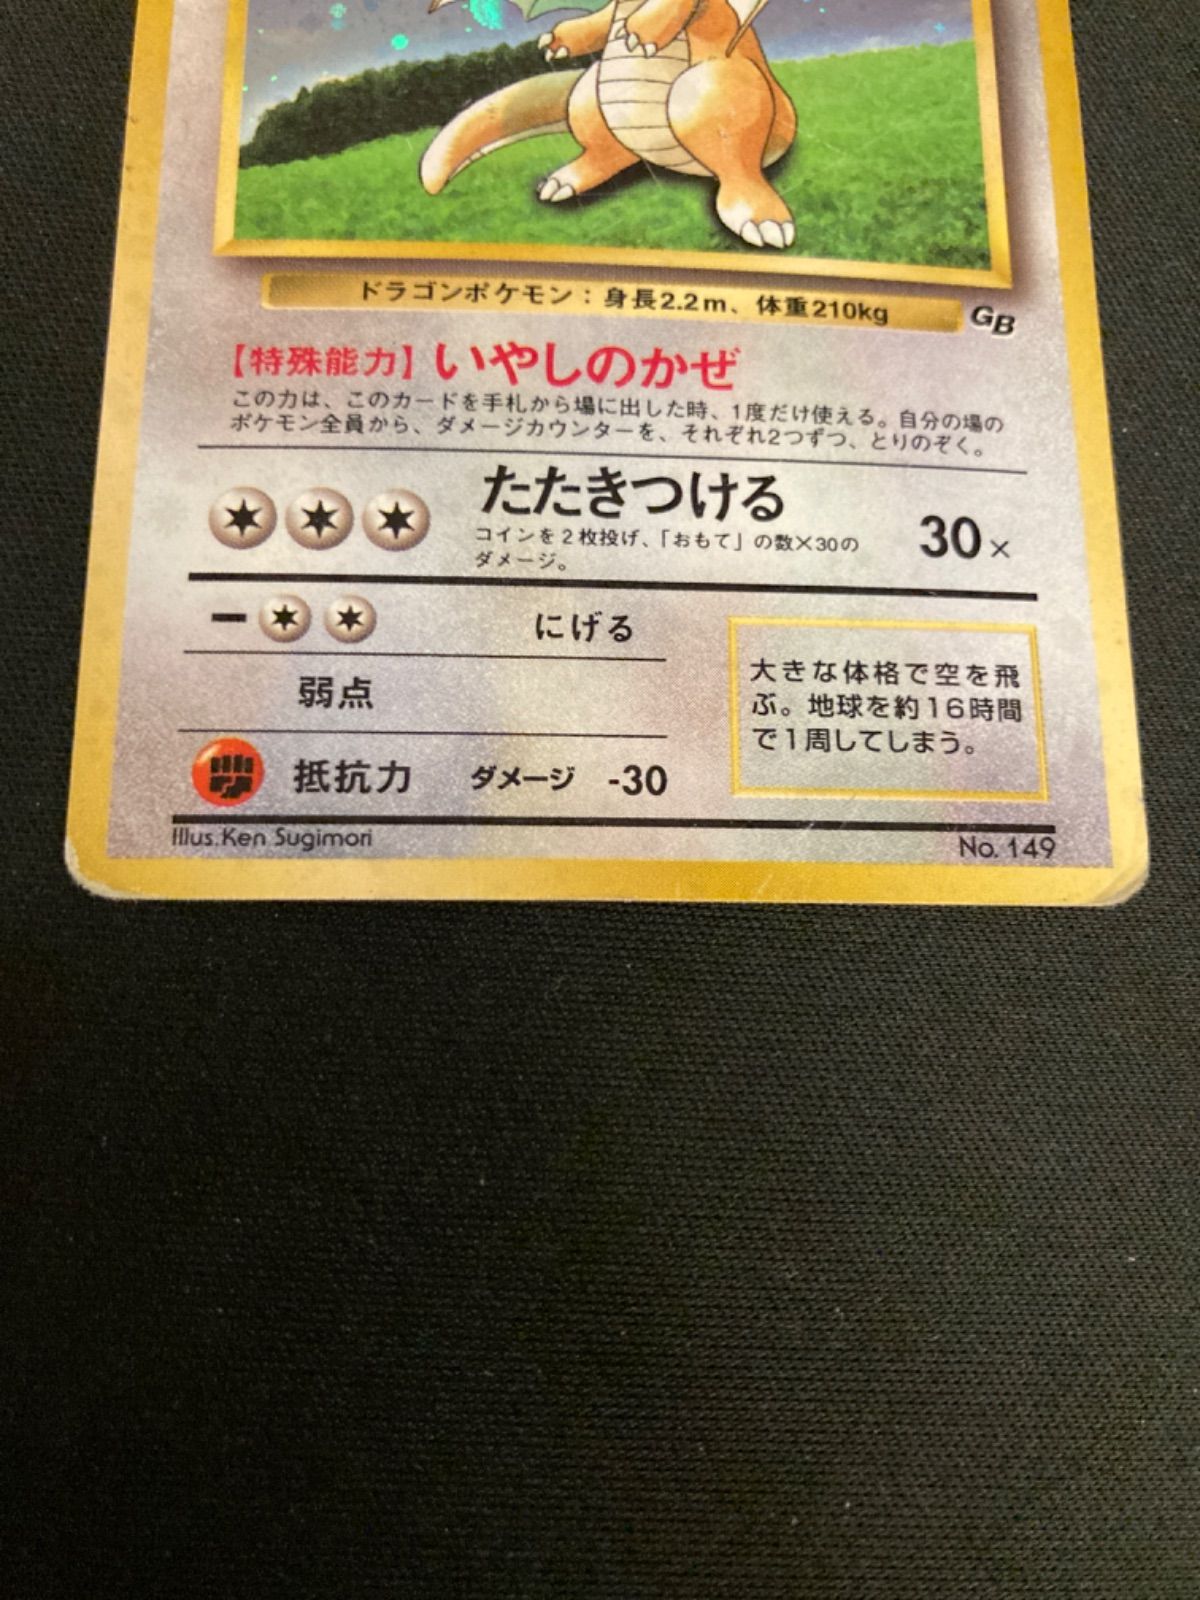 ドラゴンポケモン：身長2.2m、体重210kg
GB
【特殊能力】いやしのかぜ
この力は、このカードを手札から場に出した時、1度だけ使える。自分の場の
ポケモン全員から、ダメージカウンターを、それぞれ2つずつ、とりのぞく。
たたきつける
コインを2枚投げ、「おもて」の数×30の
ダメージ。
30×
にげる
弱点
抵抗力 ダメージ -30
大きな体格で空を飛
ぶ。地球を約16時間
で1周してしまう。
Illus.Ken Sugimori
No. 149